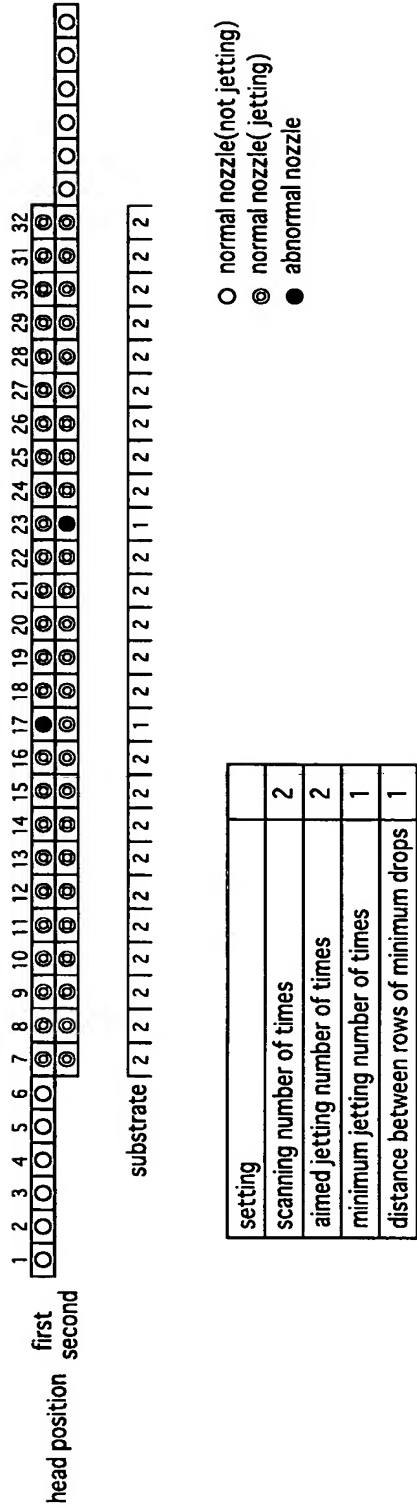 1 2 3 4 5 6 7 8 9 10 11 12 13 14 15 16 17 18 19 20 21 22 23 24 25 26 27 28 29 30 31 32
head position first
second
substrate 2 2 2 2 2 2 2 2 2 2 1 2 2 2 2 2 1 2 2 2 2 2 2 2 2 2
normal nozzle(not jetting)
normal nozzle( jetting)
abnormal nozzle
setting
scanning number of times 2
aimed jetting number of times 2
minimum jetting number of times 1
distance between rows of minimum drops 1